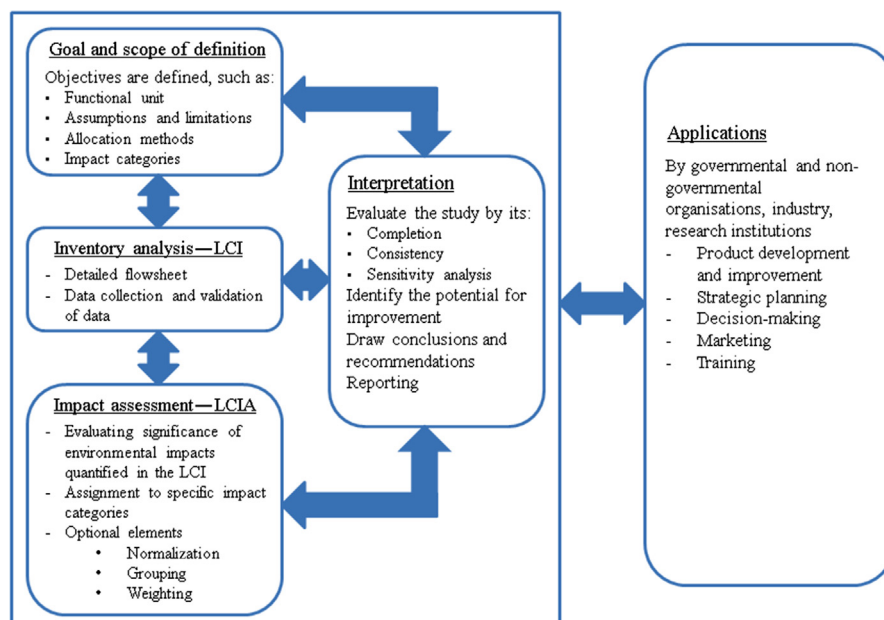 Goal and scope of definition
Objectives are defined, such as:
• Functional unit
• Assumptions and limitations
• Allocation methods
• Impact categories
Inventory analysis—LCI
- Detailed flowsheet
- Data collection and validation
of data
Impact assessment—LCIA
- Evaluating significance of
environmental impacts
quantified in the LCI
- Assignment to specific impact
categories
- Optional elements
• Normalization
• Grouping
• Weighting
Interpretation
Evaluate the study by its:
• Completion
• Consistency
• Sensitivity analysis
Identify the potential for
improvement
Draw conclusions and
recommendations
Reporting
Applications
By governmental and non-
governmental
organisations, industry,
research institutions
- Product development
and improvement
- Strategic planning
- Decision-making
- Marketing
- Training